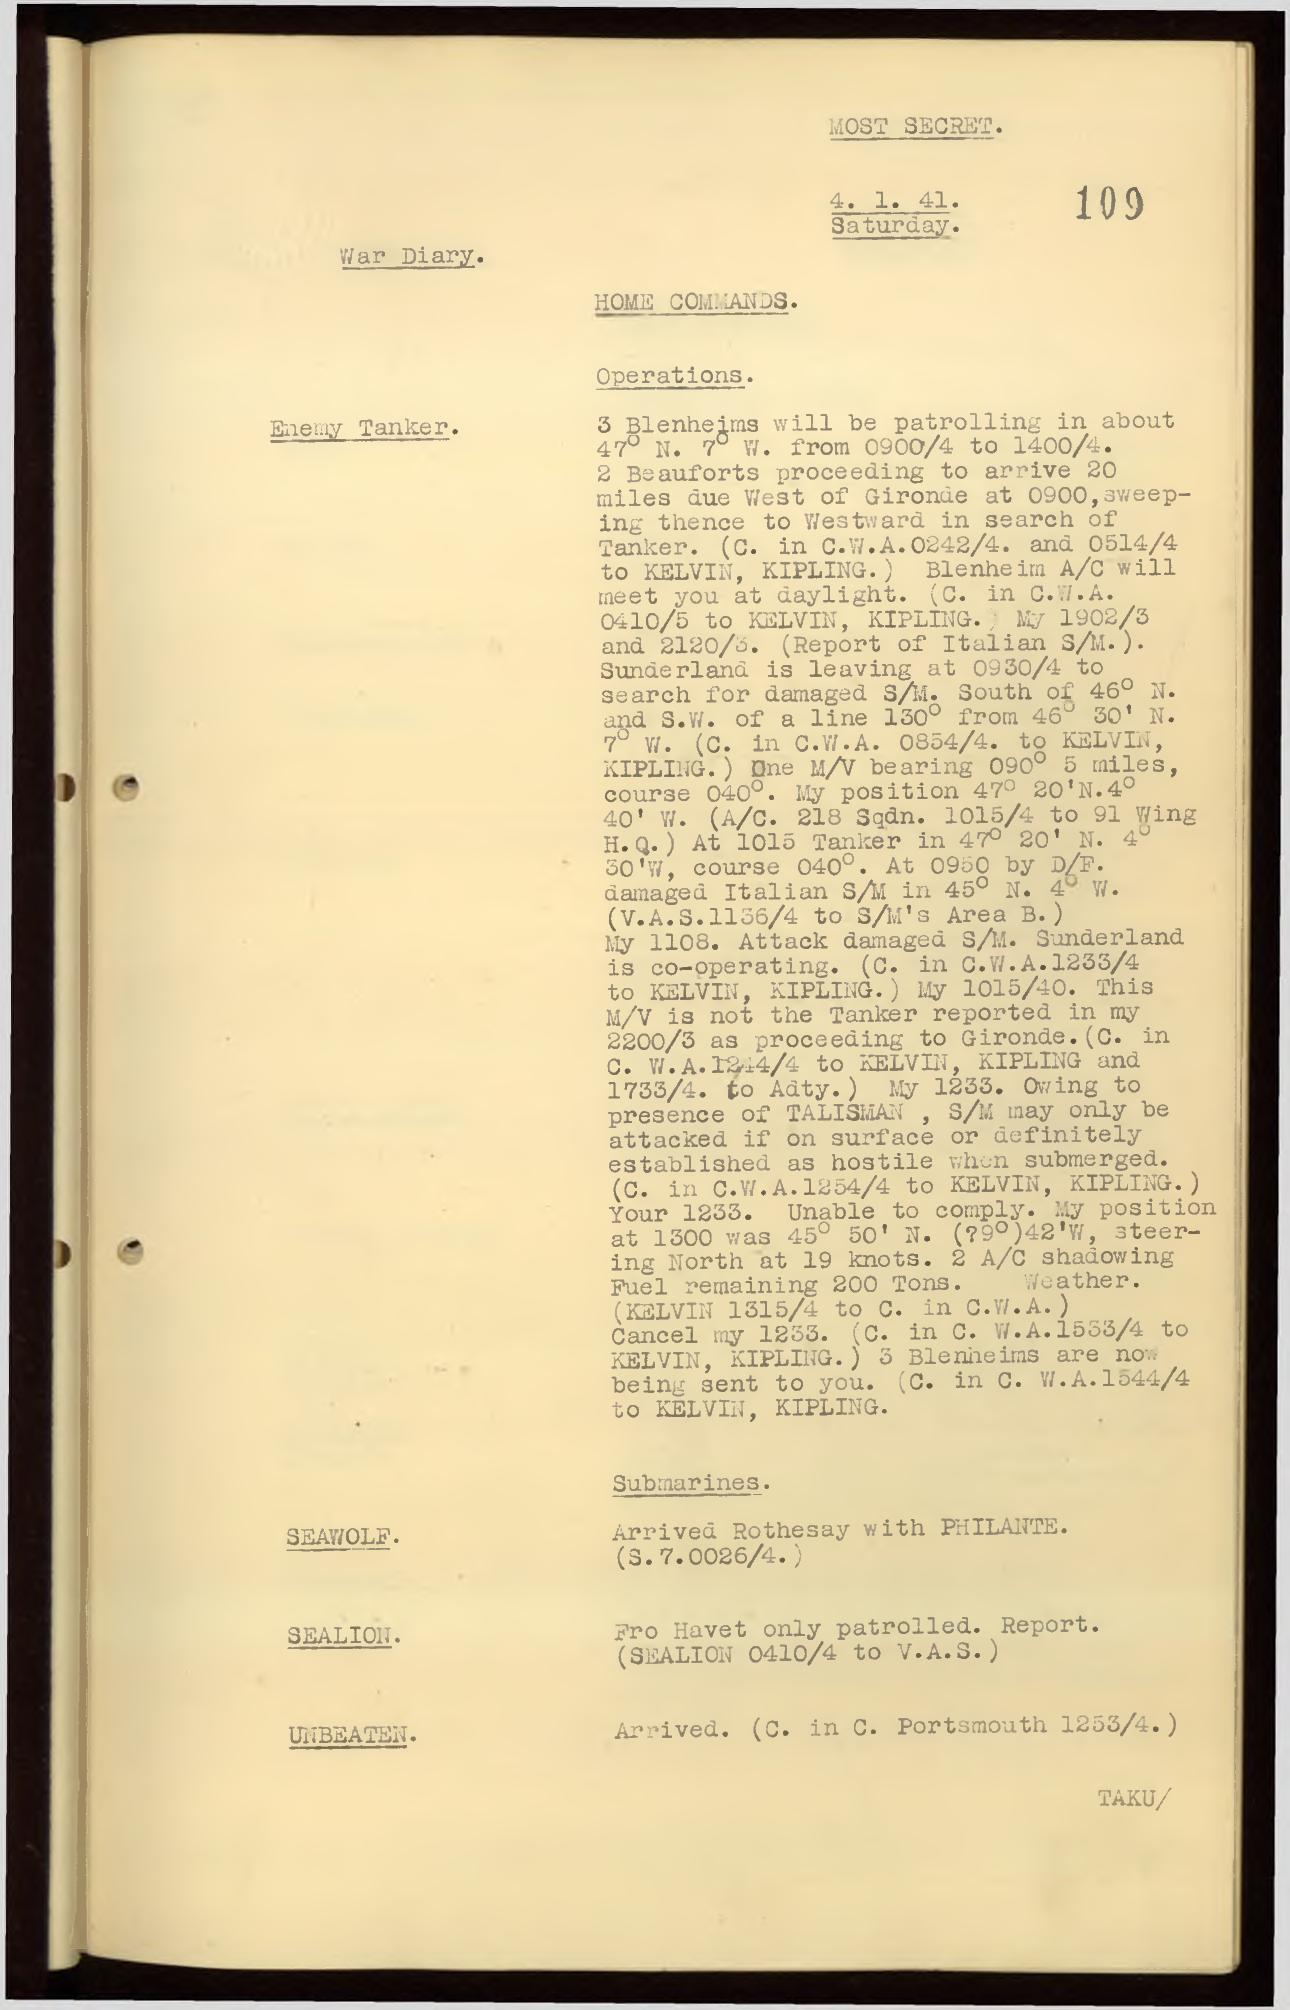 MOST SECRET.
4. 1. 41.
109
Saturday.
War Diary.
HOME COMMANDS.
Operations.
Enemy Tanker.
3 Blenheims will be patrolling in about
47° N. 7° W. from 0900/4 to 1400/4.
2 Beauforts proceeding to arrive 20
miles due West of Gironde at 0900,sweep-
ing thence to Westward in search of
Tanker. (C. in C.W.A.0242/4. and 0514/4
to KELVIN, KIPLING.) Blenheim A/C will
meet you at daylight. (C. in C.W.A.
0410/5 to KELVIN, KIPLING.) My 1902/3
and 2120/3. (Report of Italian S/M.).
Sunderland is leaving at 0930/4 to
search for damaged S/M. South of 46° N.
and S.W. of a line 130° from 46° 30' N.
7° W. (C. in C.W.A. 0854/4. to KELVIN,
KIPLING.) One M/V bearing 090° 5 miles,
course 040°. My position 47° 20'N.4°
40' W. (A/C. 218 Sqdn. 1015/4 to 91 Wing
H.Q.) At 1015 Tanker in 47° 20' N. 4°
30'W, course 040°. At 0950 by D/F.
damaged Italian S/M in 45° N. 4° W.
(V.A.S.1136/4 to S/M's Area B.)
My 1108. Attack damaged S/M. Sunderland
is co-operating. (C. in C.W.A.1233/4
to KELVIN, KIPLING.) My 1015/40. This
M/V is not the Tanker reported in my
2200/3 as proceeding to Gironde.(C. in
C. W.A.1244/4 to KELVIN, KIPLING and
1733/4. to Adty.) My 1233. Owing to
presence of TALISMAN , S/M may only be
attacked if on surface or definitely
established as hostile when submerged.
(C. in C.W.A.1254/4 to KELVIN, KIPLING.)
Your 1233. Unable to comply. My position
at 1300 was 45° 50' N. (?9°)42'W, steer-
ing North at 19 knots. 2 A/C shadowing
Fuel remaining 200 Tons. Weather.
(KELVIN 1315/4 to C. in C.W.A.)
Cancel my 1233. (C. in C. W.A.1533/4 to
KELVIN, KIPLING.) 3 Blenheims are now
being sent to you. (C. in C. W.A.1544/4
to KELVIN, KIPLING.
Submarines.
SEAWOLF.
Arrived Rothesay with PHILANTE.
(S.7.0026/4.)
SEALION.
Fro Havet only patrolled. Report.
(SEALION 0410/4 to V.A.S.)
UNBEATEN.
Arrived. (C. in C. Portsmouth 1253/4.)
TAKU/